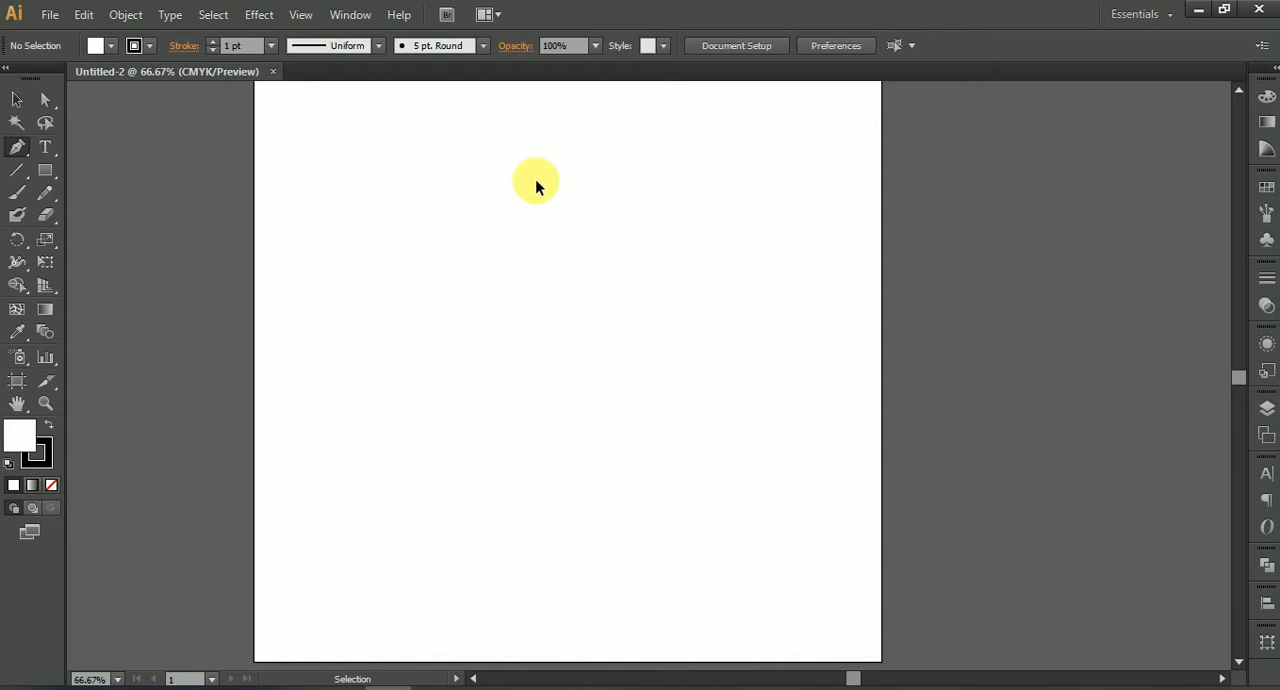 Ai File Edit Object Type Select Effect View Window Help Br Essentials
No Selection Stroke: 1 pt Uniform 5 pt. Round Opacity: 100% Style: Document Setup Preferences
Untitled-2 @ 66.67% (CMYK/Preview) ×
T
A
66.67% 1 Selection